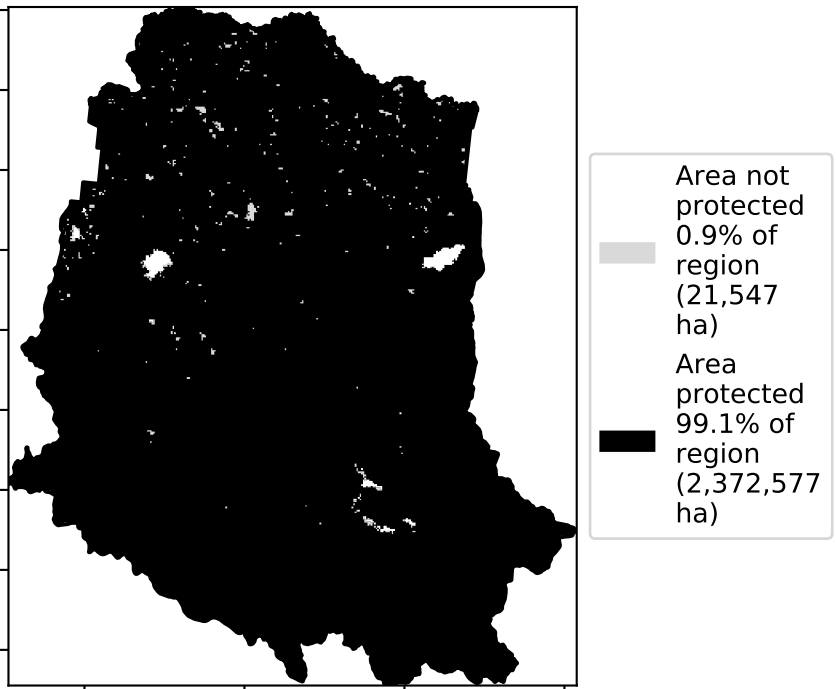 Area not
protected
0.9% of
region
(21,547
ha)
Area
protected
99.1% of
region
(2,372,577
ha)